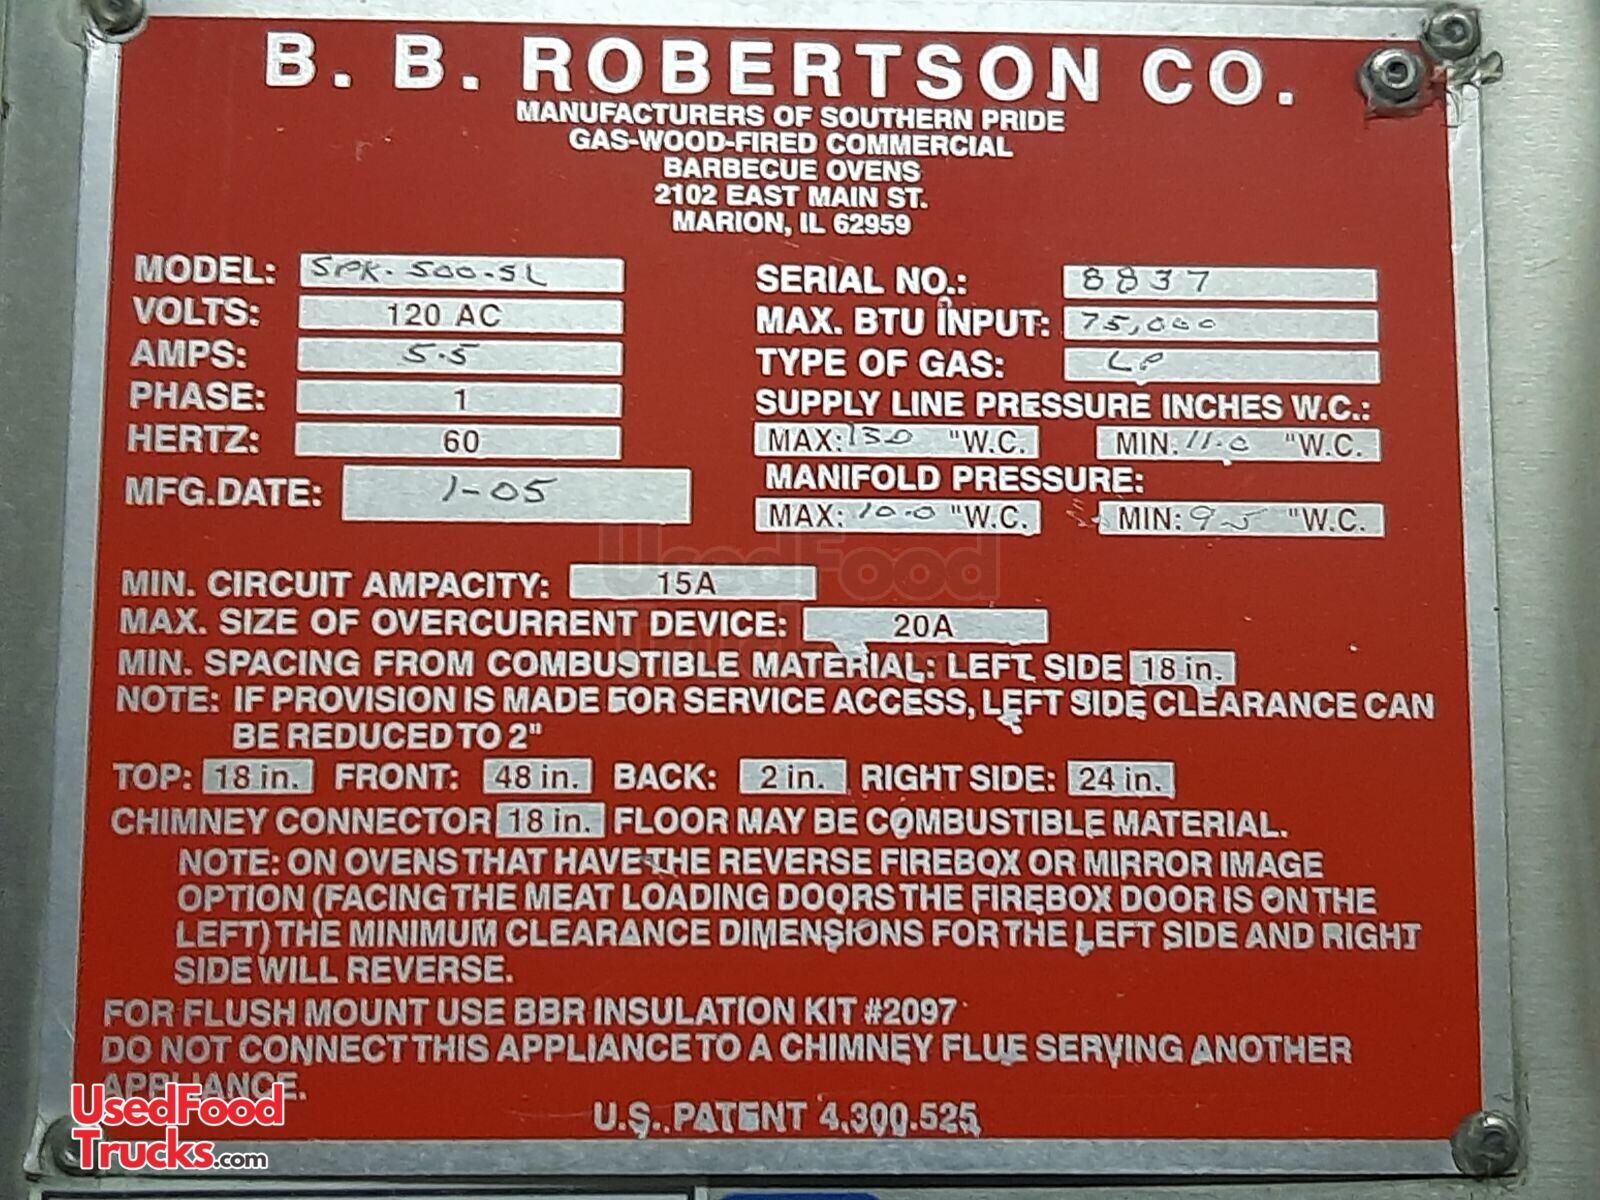 B. B. ROBERTSON CO.
MANUFACTURERS OF SOUTHERN PRIDE
GAS-WOOD-FIRED COMMERCIAL
BARBECUE OVENS
2102 EAST MAIN ST.
MARION, IL 62959
MODEL: SPK-500-SL
VOLTS: 120 AC
AMPS: 5.5
PHASE: 1
HERTZ: 60
MFG.DATE: 1-05
SERIAL NO.: 8837
MAX. BTU INPUT: 75,000
TYPE OF GAS: LP
SUPPLY LINE PRESSURE INCHES W.C.:
MAX: 13.0 "W.C. MIN: 11.0 "W.C.
MANIFOLD PRESSURE:
MAX: 10.0 "W.C. MIN: 9.5 "W.C.
MIN. CIRCUIT AMPACITY: 15A
MAX. SIZE OF OVERCURRENT DEVICE: 20A
MIN. SPACING FROM COMBUSTIBLE MATERIAL: LEFT SIDE 18 in.
NOTE: IF PROVISION IS MADE FOR SERVICE ACCESS, LEFT SIDE CLEARANCE CAN
BE REDUCED TO 2"
TOP: 18 in. FRONT: 48 in. BACK: 2 in. RIGHT SIDE: 24 in.
CHIMNEY CONNECTOR 18 in. FLOOR MAY BE COMBUSTIBLE MATERIAL.
NOTE: ON OVENS THAT HAVE THE REVERSE FIREBOX OR MIRROR IMAGE
OPTION (FACING THE MEAT LOADING DOORS THE FIREBOX DOOR IS ON THE
LEFT) THE MINIMUM CLEARANCE DIMENSIONS FOR THE LEFT SIDE AND RIGHT
SIDE WILL REVERSE.
FOR FLUSH MOUNT USE BBR INSULATION KIT #2097
DO NOT CONNECT THIS APPLIANCE TO A CHIMNEY FLUE SERVING ANOTHER
APPLIANCE.
U.S. PATENT 4,300,525
UsedFood
Trucks.com